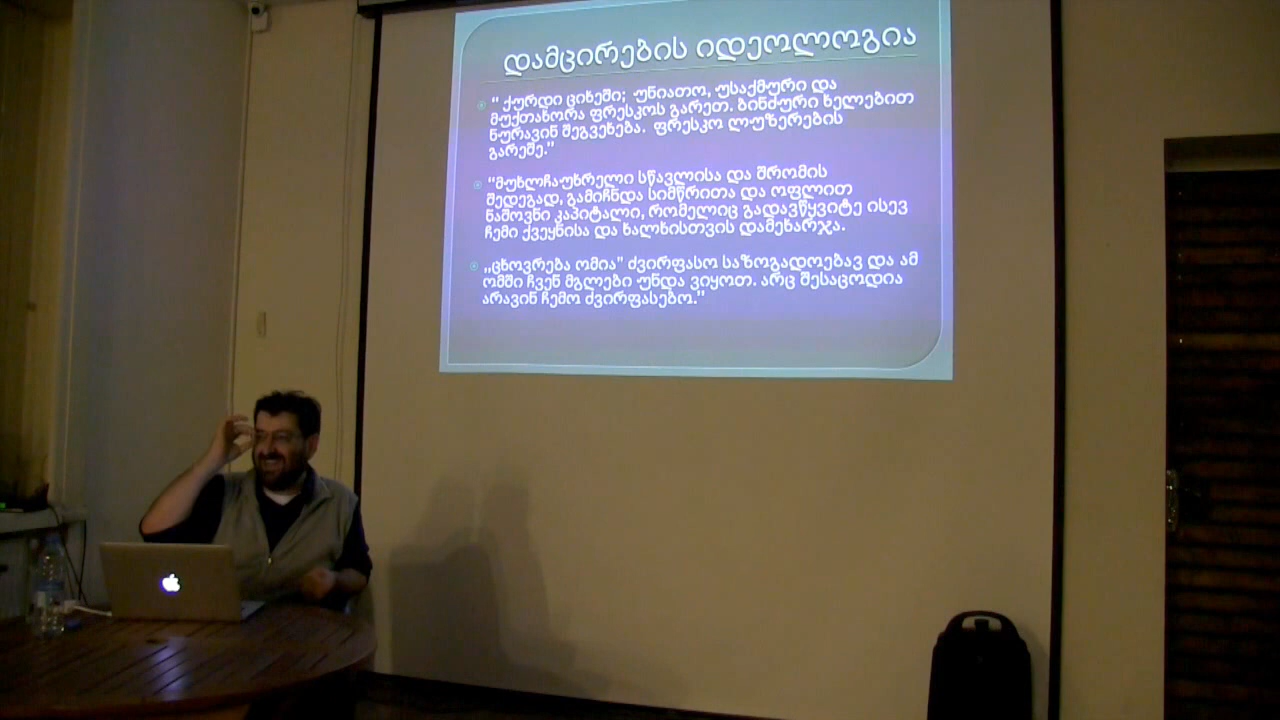 დამცირების იდეოლოგია
" ქურდი ციხეში; უნიათო, უსაქმური და
მუქთახორა ფრესკოს გარეთ. ბინძური ხელებით
ნურავინ შეგვეხება. ფრესკო ლუზერების
გარეშე."
"მუხლჩაუხრელი სწავლისა და შრომის
შედეგად, გამიჩნდა სიმწრითა და ოფლით
ნაშოვნი კაპიტალი, რომელიც გადავწყვიტე ისევ
ჩემი ქვეყნისა და ხალხისთვის დამეხარჯა.
„ცხოვრება ომია" ძვირფასო საზოგადოებავ და ამ
ომში ჩვენ მგლები უნდა ვიყოთ. არც შესაცოდია
არავინ ჩემო ძვირფასებო."